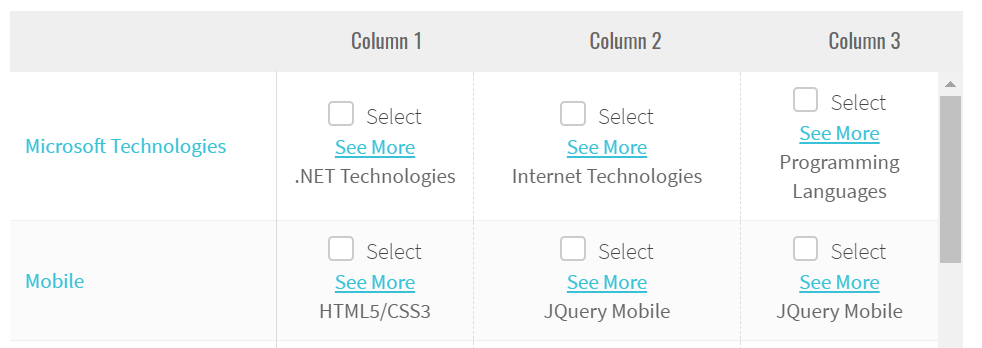 Column 1 Column 2 Column 3
Microsoft Technologies
Select
See More
.NET Technologies
Select
See More
Internet Technologies
Select
See More
Programming
Languages
Mobile
Select
See More
HTML5/CSS3
Select
See More
JQuery Mobile
Select
See More
JQuery Mobile